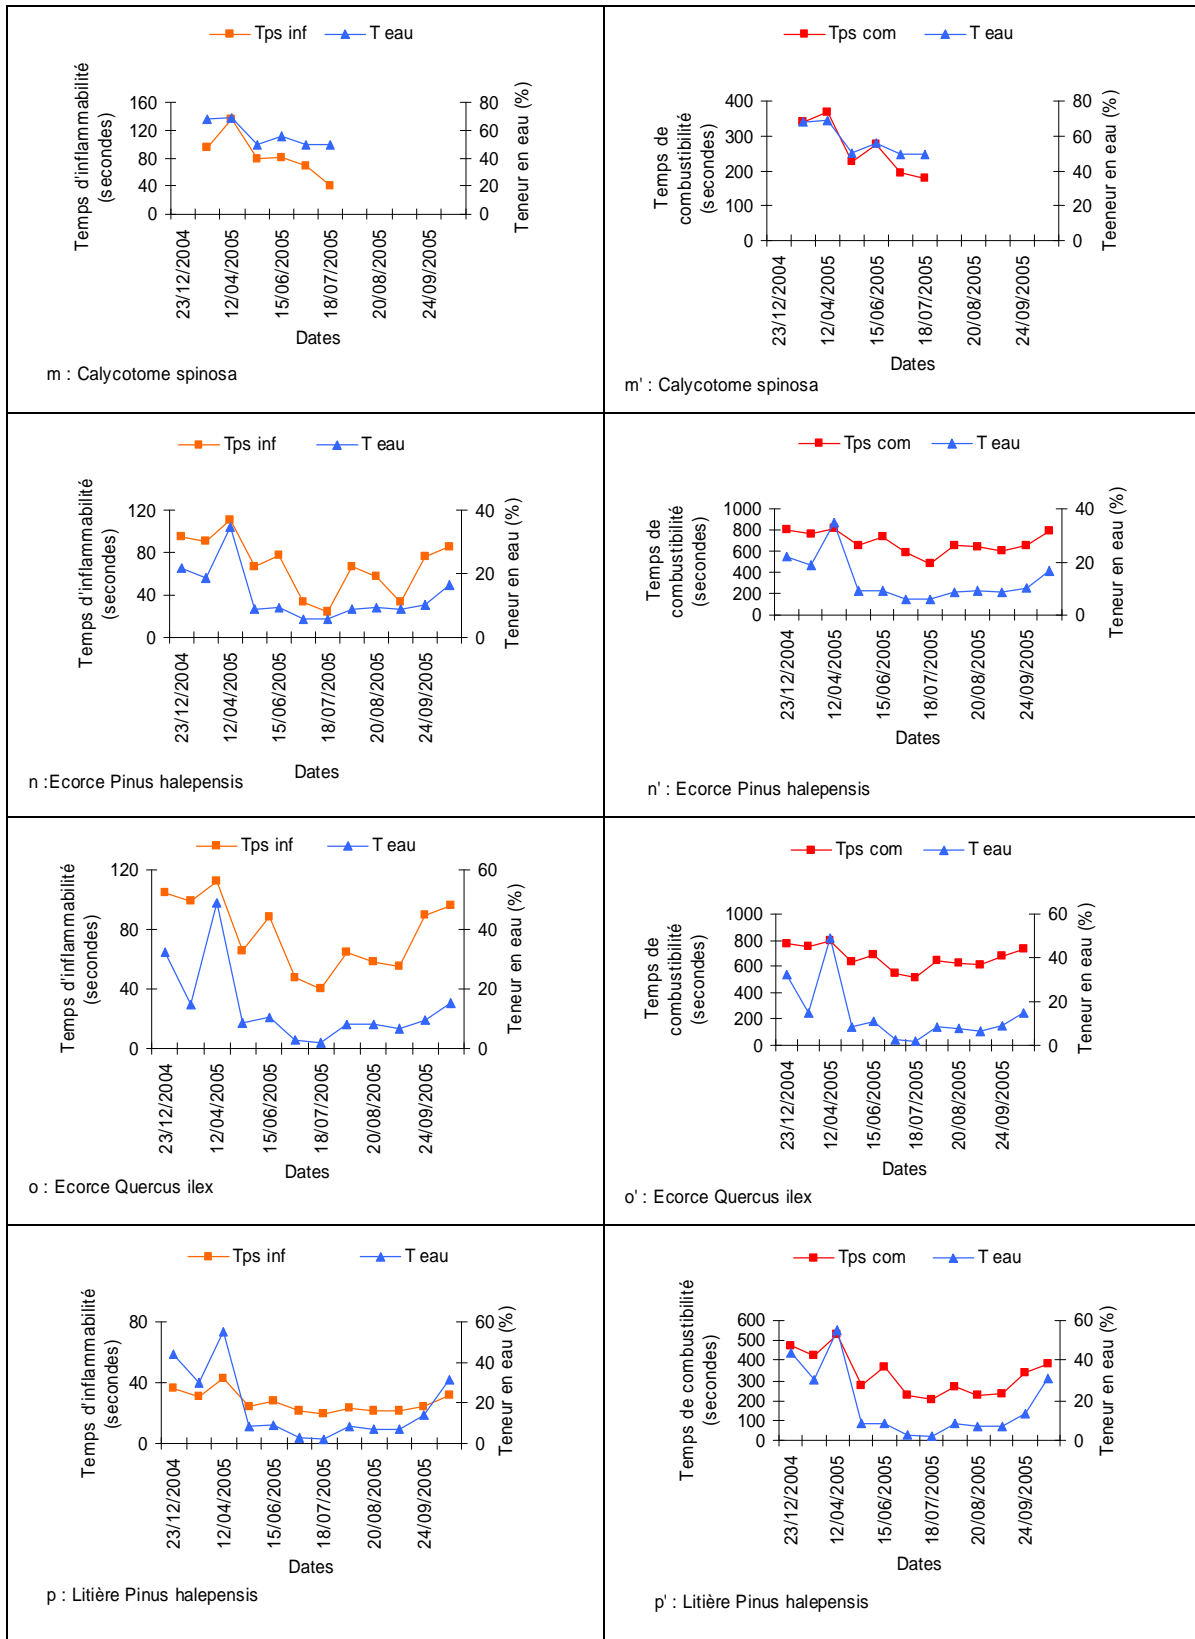 Tps inf T eau
Temps d'inflammabilité
(secondes)
160
120
80
40
0
80
60
40
20
0
Teneur en eau (%)
23/12/2004
12/04/2005
15/06/2005
18/07/2005
20/08/2005
24/09/2005
Dates
m : Calycotome spinosa
Tps com T eau
Temps de
combustibilité
(secondes)
400
300
200
100
0
80
60
40
20
0
Teeneur en eau (%)
23/12/2004
12/04/2005
15/06/2005
18/07/2005
20/08/2005
24/09/2005
Dates
m' : Calycotome spinosa
Tps inf T eau
Temps d'inflammabilité
(secondes)
120
80
40
0
40
20
0
Teneur en eau (%)
23/12/2004
12/04/2005
15/06/2005
18/07/2005
20/08/2005
24/09/2005
Dates
n :Ecorce Pinus halepensis
Tps com T eau
Temps de
combustibilité
(secondes)
1000
800
600
400
200
0
40
20
0
Teneur en eau (%)
23/12/2004
12/04/2005
15/06/2005
18/07/2005
20/08/2005
24/09/2005
Dates
n' : Ecorce Pinus halepensis
Tps inf T eau
Temps d'inflammabilité
(secondes)
120
80
40
0
60
40
20
0
Teneur en eau (%)
23/12/2004
12/04/2005
15/06/2005
18/07/2005
20/08/2005
24/09/2005
Dates
o : Ecorce Quercus ilex
Tps com T eau
Temps de
combustibilité
(secondes)
1000
800
600
400
200
0
60
40
20
0
Teneur en eau (%)
23/12/2004
12/04/2005
15/06/2005
18/07/2005
20/08/2005
24/09/2005
Dates
o' : Ecorce Quercus ilex
Tps inf T eau
Temps d'inflammabilité
(secondes)
80
40
0
60
40
20
0
Teneur en eau (%)
23/12/2004
12/04/2005
15/06/2005
18/07/2005
20/08/2005
24/09/2005
Dates
p : Litière Pinus halepensis
Tps com T eau
Temps de combustibilité
(secondes)
600
500
400
300
200
100
0
60
50
40
30
20
10
0
Teneur en eau (%)
23/12/2004
12/04/2005
15/06/2005
18/07/2005
20/08/2005
24/09/2005
Dates
p' : Litière Pinus halepensis